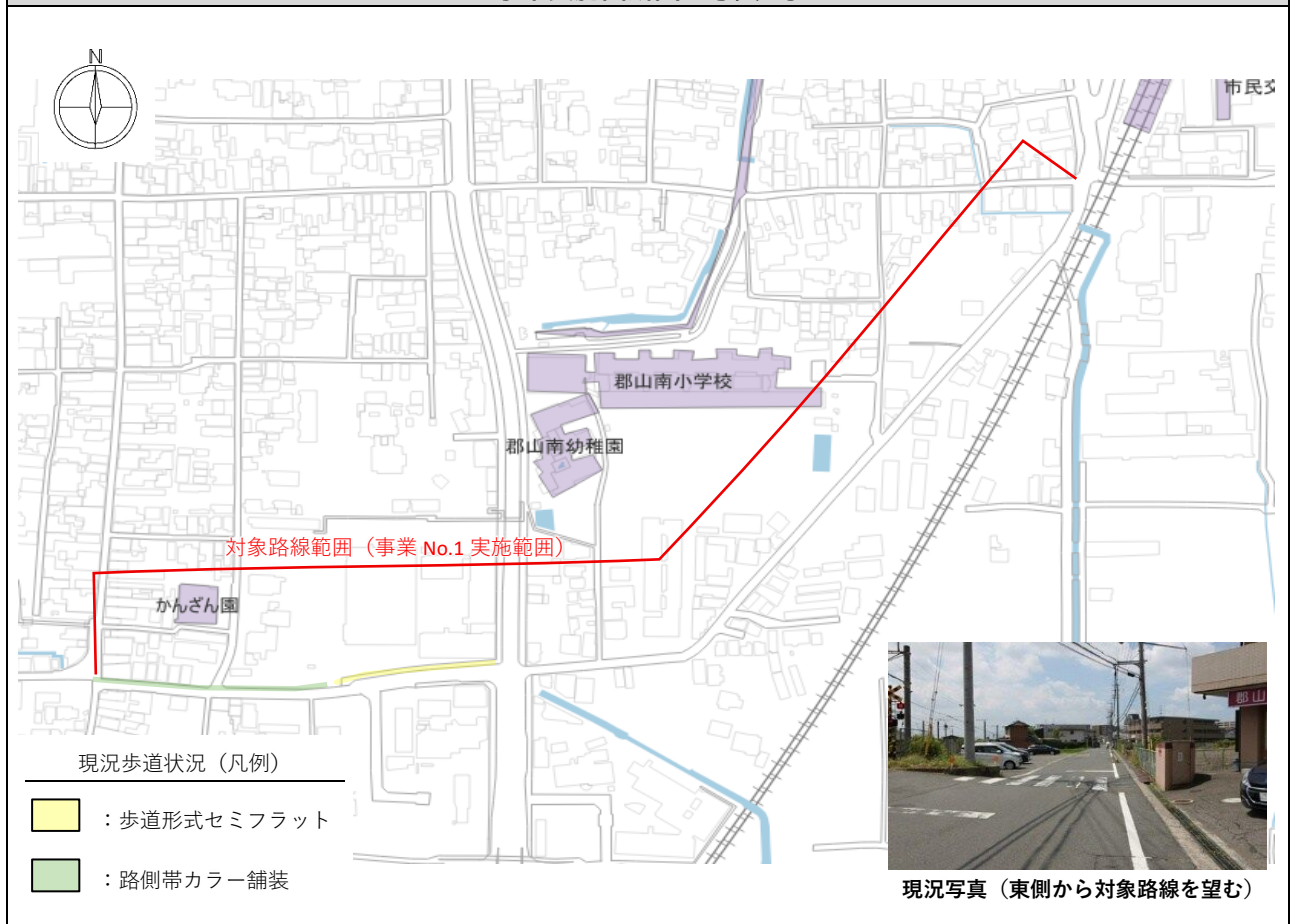 N
市民交
郡山南小学校
郡山南幼稚園
対象路線範囲（事業 No.1 実施範囲）
かんざん園
郡山
現況歩道状況（凡例）
：歩道形式セミフラット
：路側帯カラー舗装
現況写真（東側から対象路線を望む）